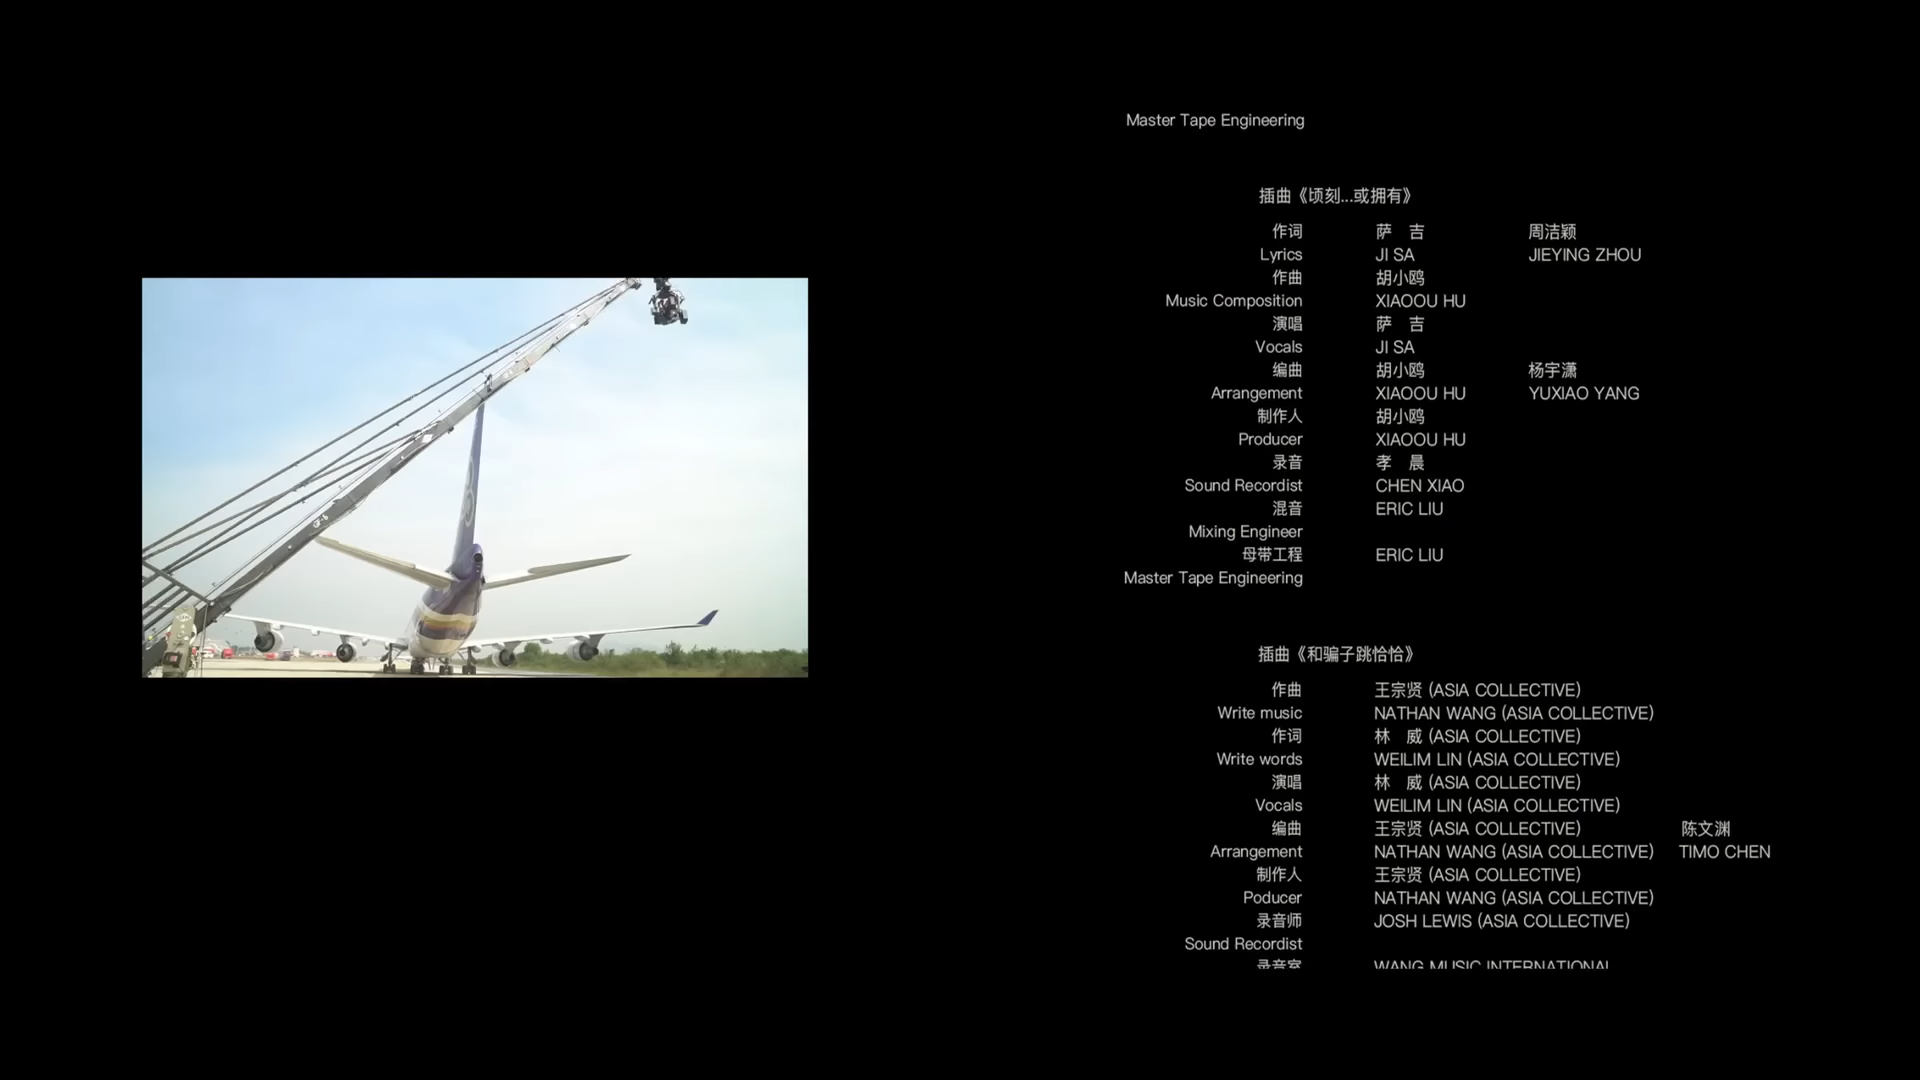 Master Tape Engineering
插曲《顷刻...或拥有》
作词 萨 吉 周洁颖
Lyrics JI SA JIEYING ZHOU
作曲 胡小鸥
Music Composition XIAOOU HU
演唱 萨 吉
Vocals JI SA
编曲 胡小鸥 杨宇潇
Arrangement XIAOOU HU YUXIAO YANG
制作人 胡小鸥
Producer XIAOOU HU
录音 孝 晨
Sound Recordist CHEN XIAO
混音 ERIC LIU
Mixing Engineer
母带工程 ERIC LIU
Master Tape Engineering
插曲《和骗子跳恰恰》
作曲 王宗贤 (ASIA COLLECTIVE)
Write music NATHAN WANG (ASIA COLLECTIVE)
作词 林 威 (ASIA COLLECTIVE)
Write words WEILIM LIN (ASIA COLLECTIVE)
演唱 林 威 (ASIA COLLECTIVE)
Vocals WEILIM LIN (ASIA COLLECTIVE)
编曲 王宗贤 (ASIA COLLECTIVE) 陈文渊
Arrangement NATHAN WANG (ASIA COLLECTIVE) TIMO CHEN
制作人 王宗贤 (ASIA COLLECTIVE)
Poducer NATHAN WANG (ASIA COLLECTIVE)
录音师 JOSH LEWIS (ASIA COLLECTIVE)
Sound Recordist
录音室 WANG MUSIC INTERNATIONAL